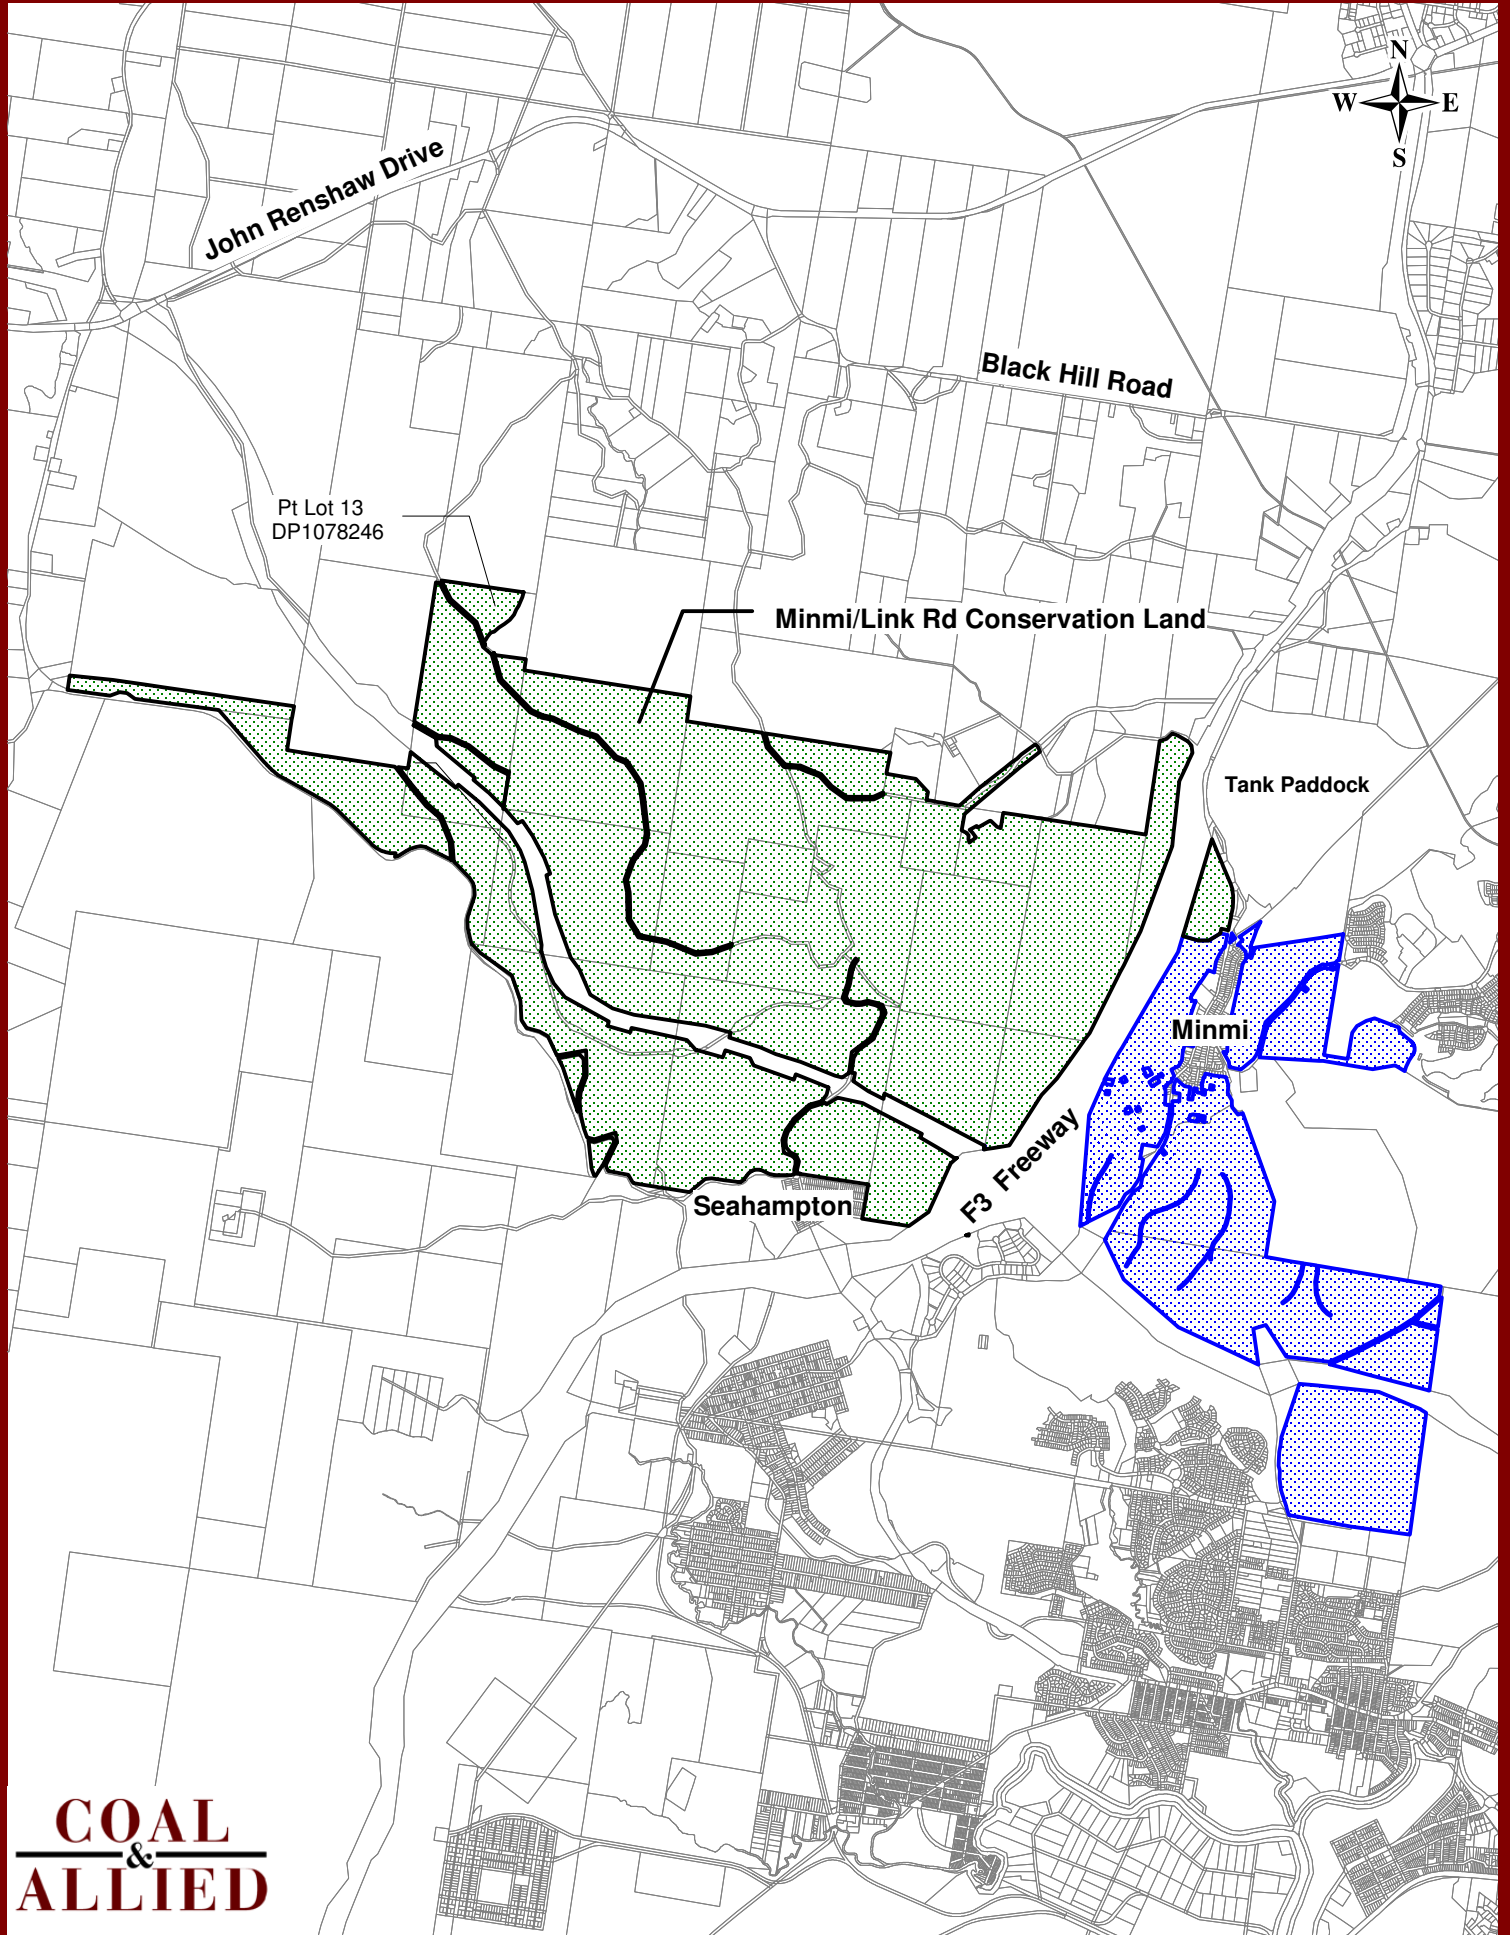 N
W E
S
John Renshaw Drive
Black Hill Road
Pt Lot 13
DP1078246
Minmi/Link Rd Conservation Land
Tank Paddock
Minmi
F3 Freeway
Seahampton
COAL
&
ALLIED